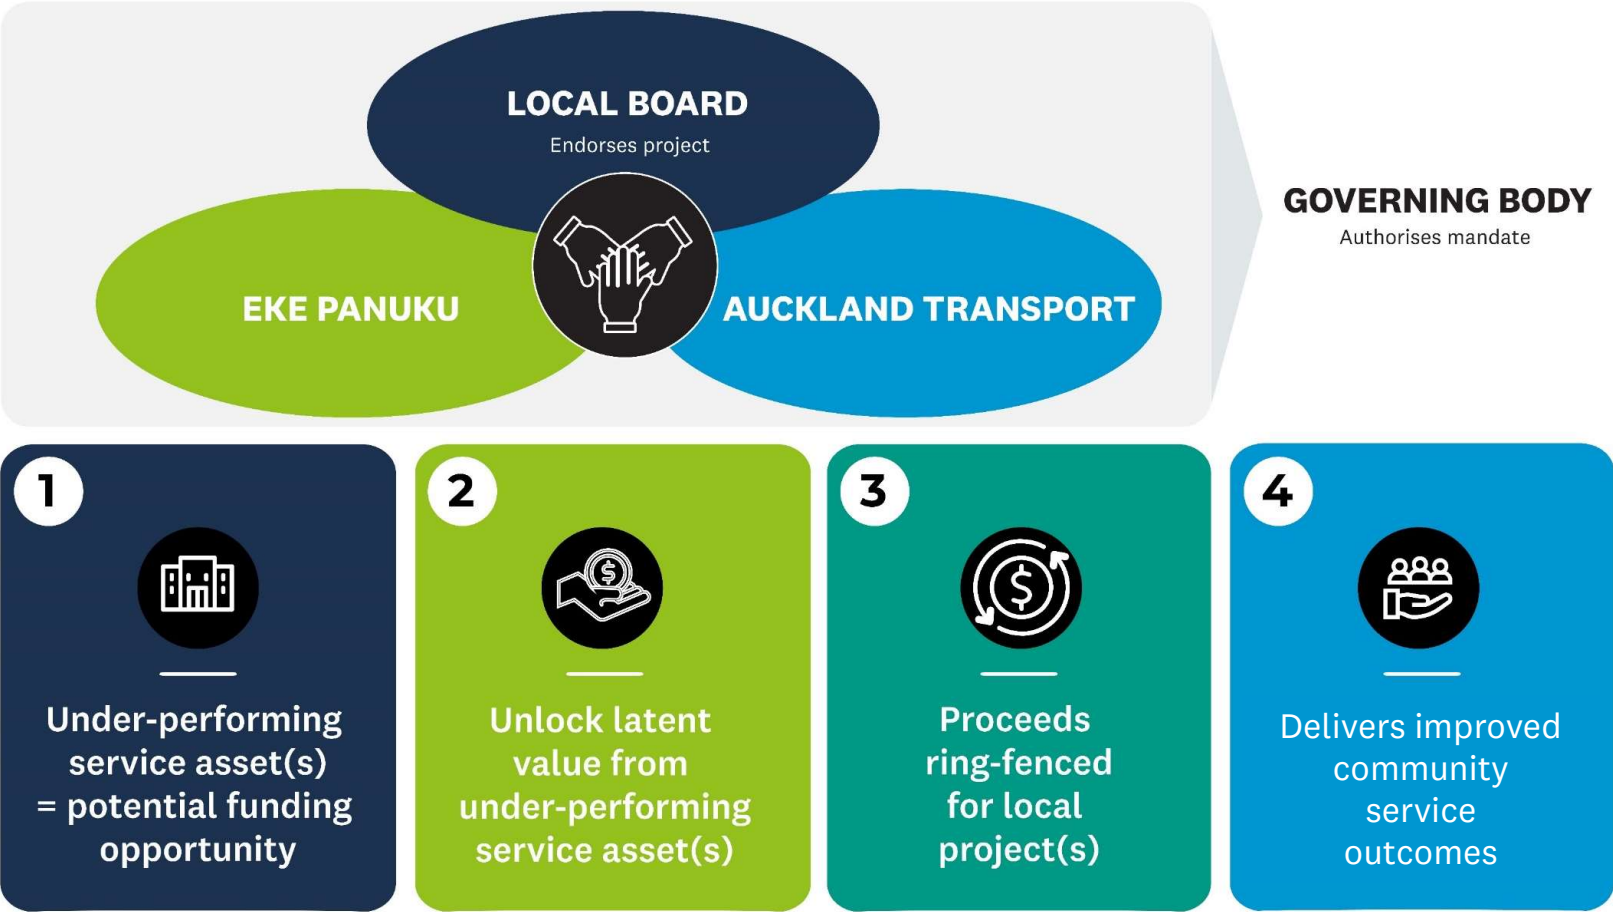 LOCAL BOARD
Endorses project
EKE PANUKU
AUCKLAND TRANSPORT
GOVERNING BODY
Authorises mandate
1
Under-performing
service asset(s)
= potential funding
opportunity
2
$
Unlock latent
value from
under-performing
service asset(s)
3
$
Proceeds
ring-fenced
for local
project(s)
4
Delivers improved
community
service
outcomes